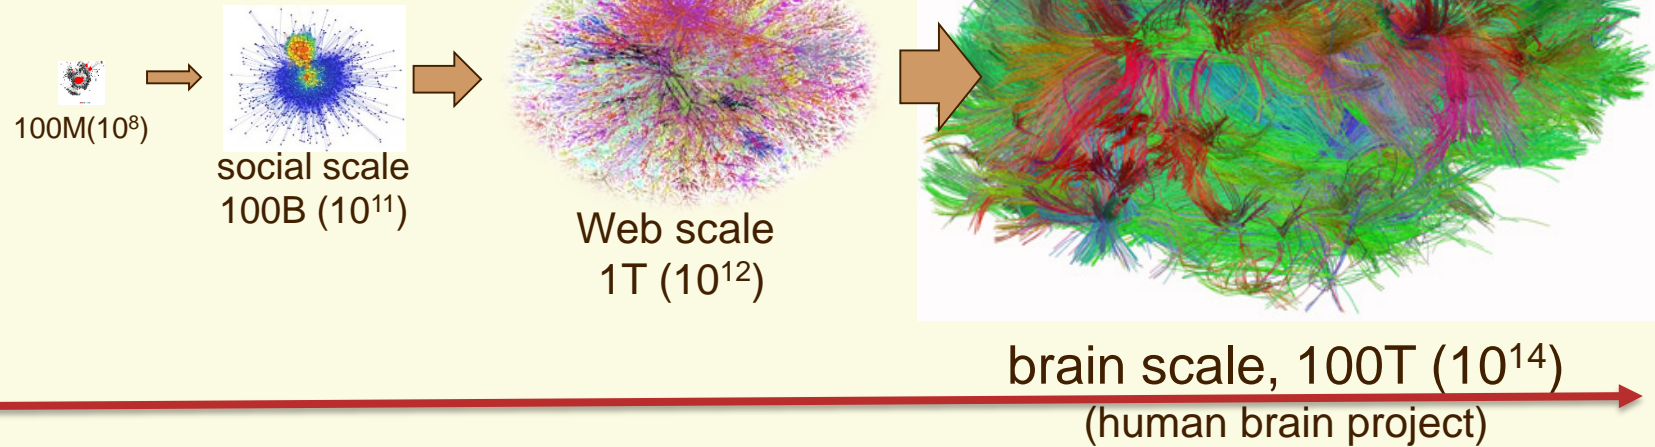 100M(10⁸)
social scale
100B (10¹¹)
Web scale
1T (10¹²)
brain scale, 100T (10¹⁴)
(human brain project)